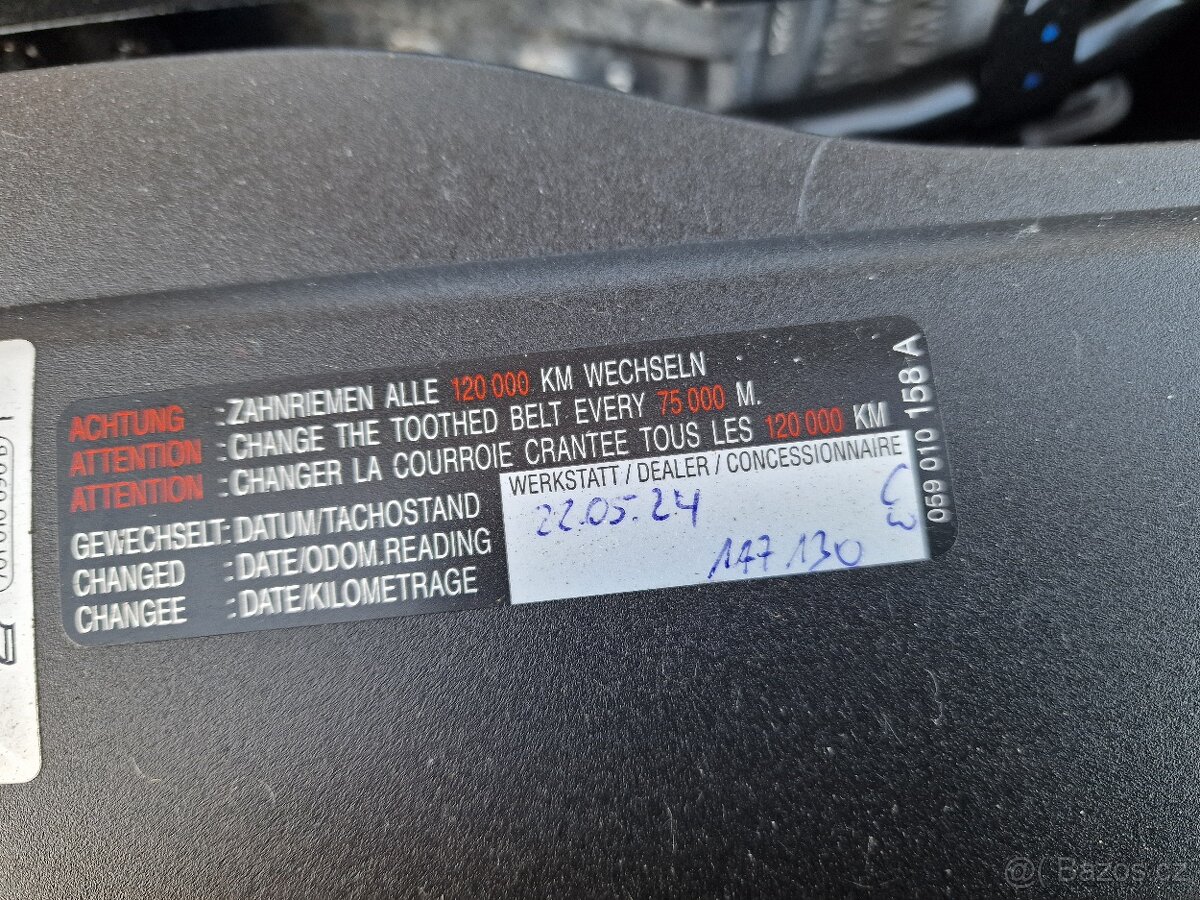 ACHTUNG : ZAHNRIEMEN ALLE 120 000 KM WECHSELN
ATTENTION : CHANGE THE TOOTHED BELT EVERY 75 000 M.
ATTENTION : CHANGER LA COURROIE CRANTEE TOUS LES 120 000 KM
GEWECHSELT: DATUM/TACHOSTAND
CHANGED : DATE/ODOM.READING
CHANGEE : DATE/KILOMETRAGE
WERKSTATT / DEALER / CONCESSIONNAIRE
22.05.24
147 130
059 010 158 A
Bazos.cz